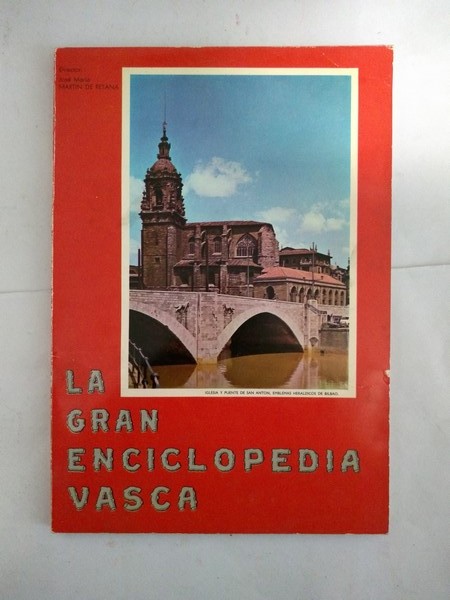 Director:
José María
MARTIN DE RETANA
IGLESIA Y PUENTE DE SAN ANTON, EMBLEMAS HERALDICOS DE BILBAO.
LA
GRAN
ENCICLOPEDIA
VASCA